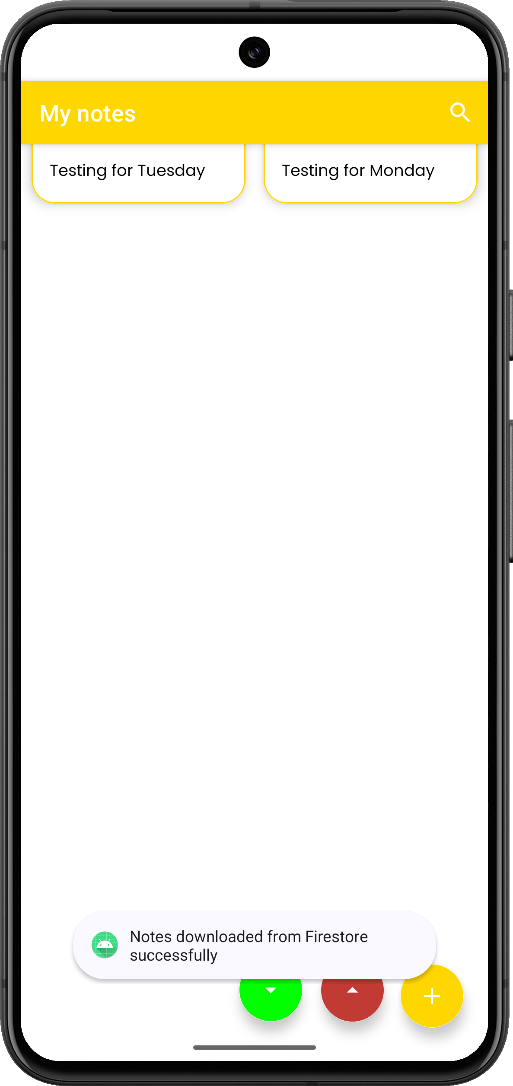 My notes
Testing for Tuesday
Testing for Monday
Notes downloaded from Firestore
successfully